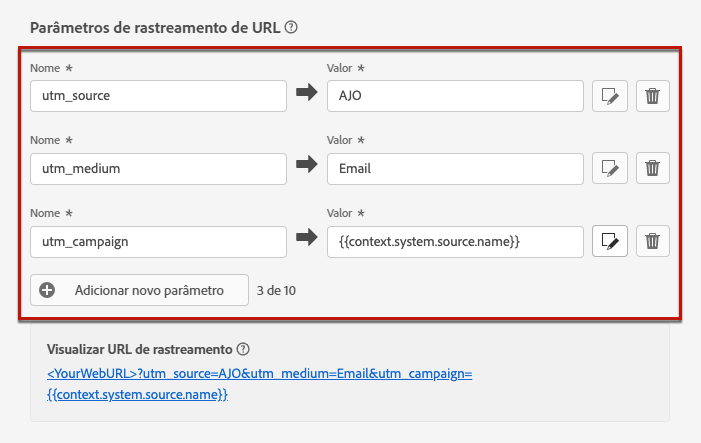 Parâmetros de rastreamento de URL
Nome * Valor *
utm_source AJO
Nome * Valor *
utm_medium Email
Nome * Valor *
utm_campaign {{context.system.source.name}}
Adicionar novo parâmetro 3 de 10
Visualizar URL de rastreamento
<YourWebURL>?utm_source=AJO&utm_medium=Email&utm_campaign=
{{context.system.source.name}}